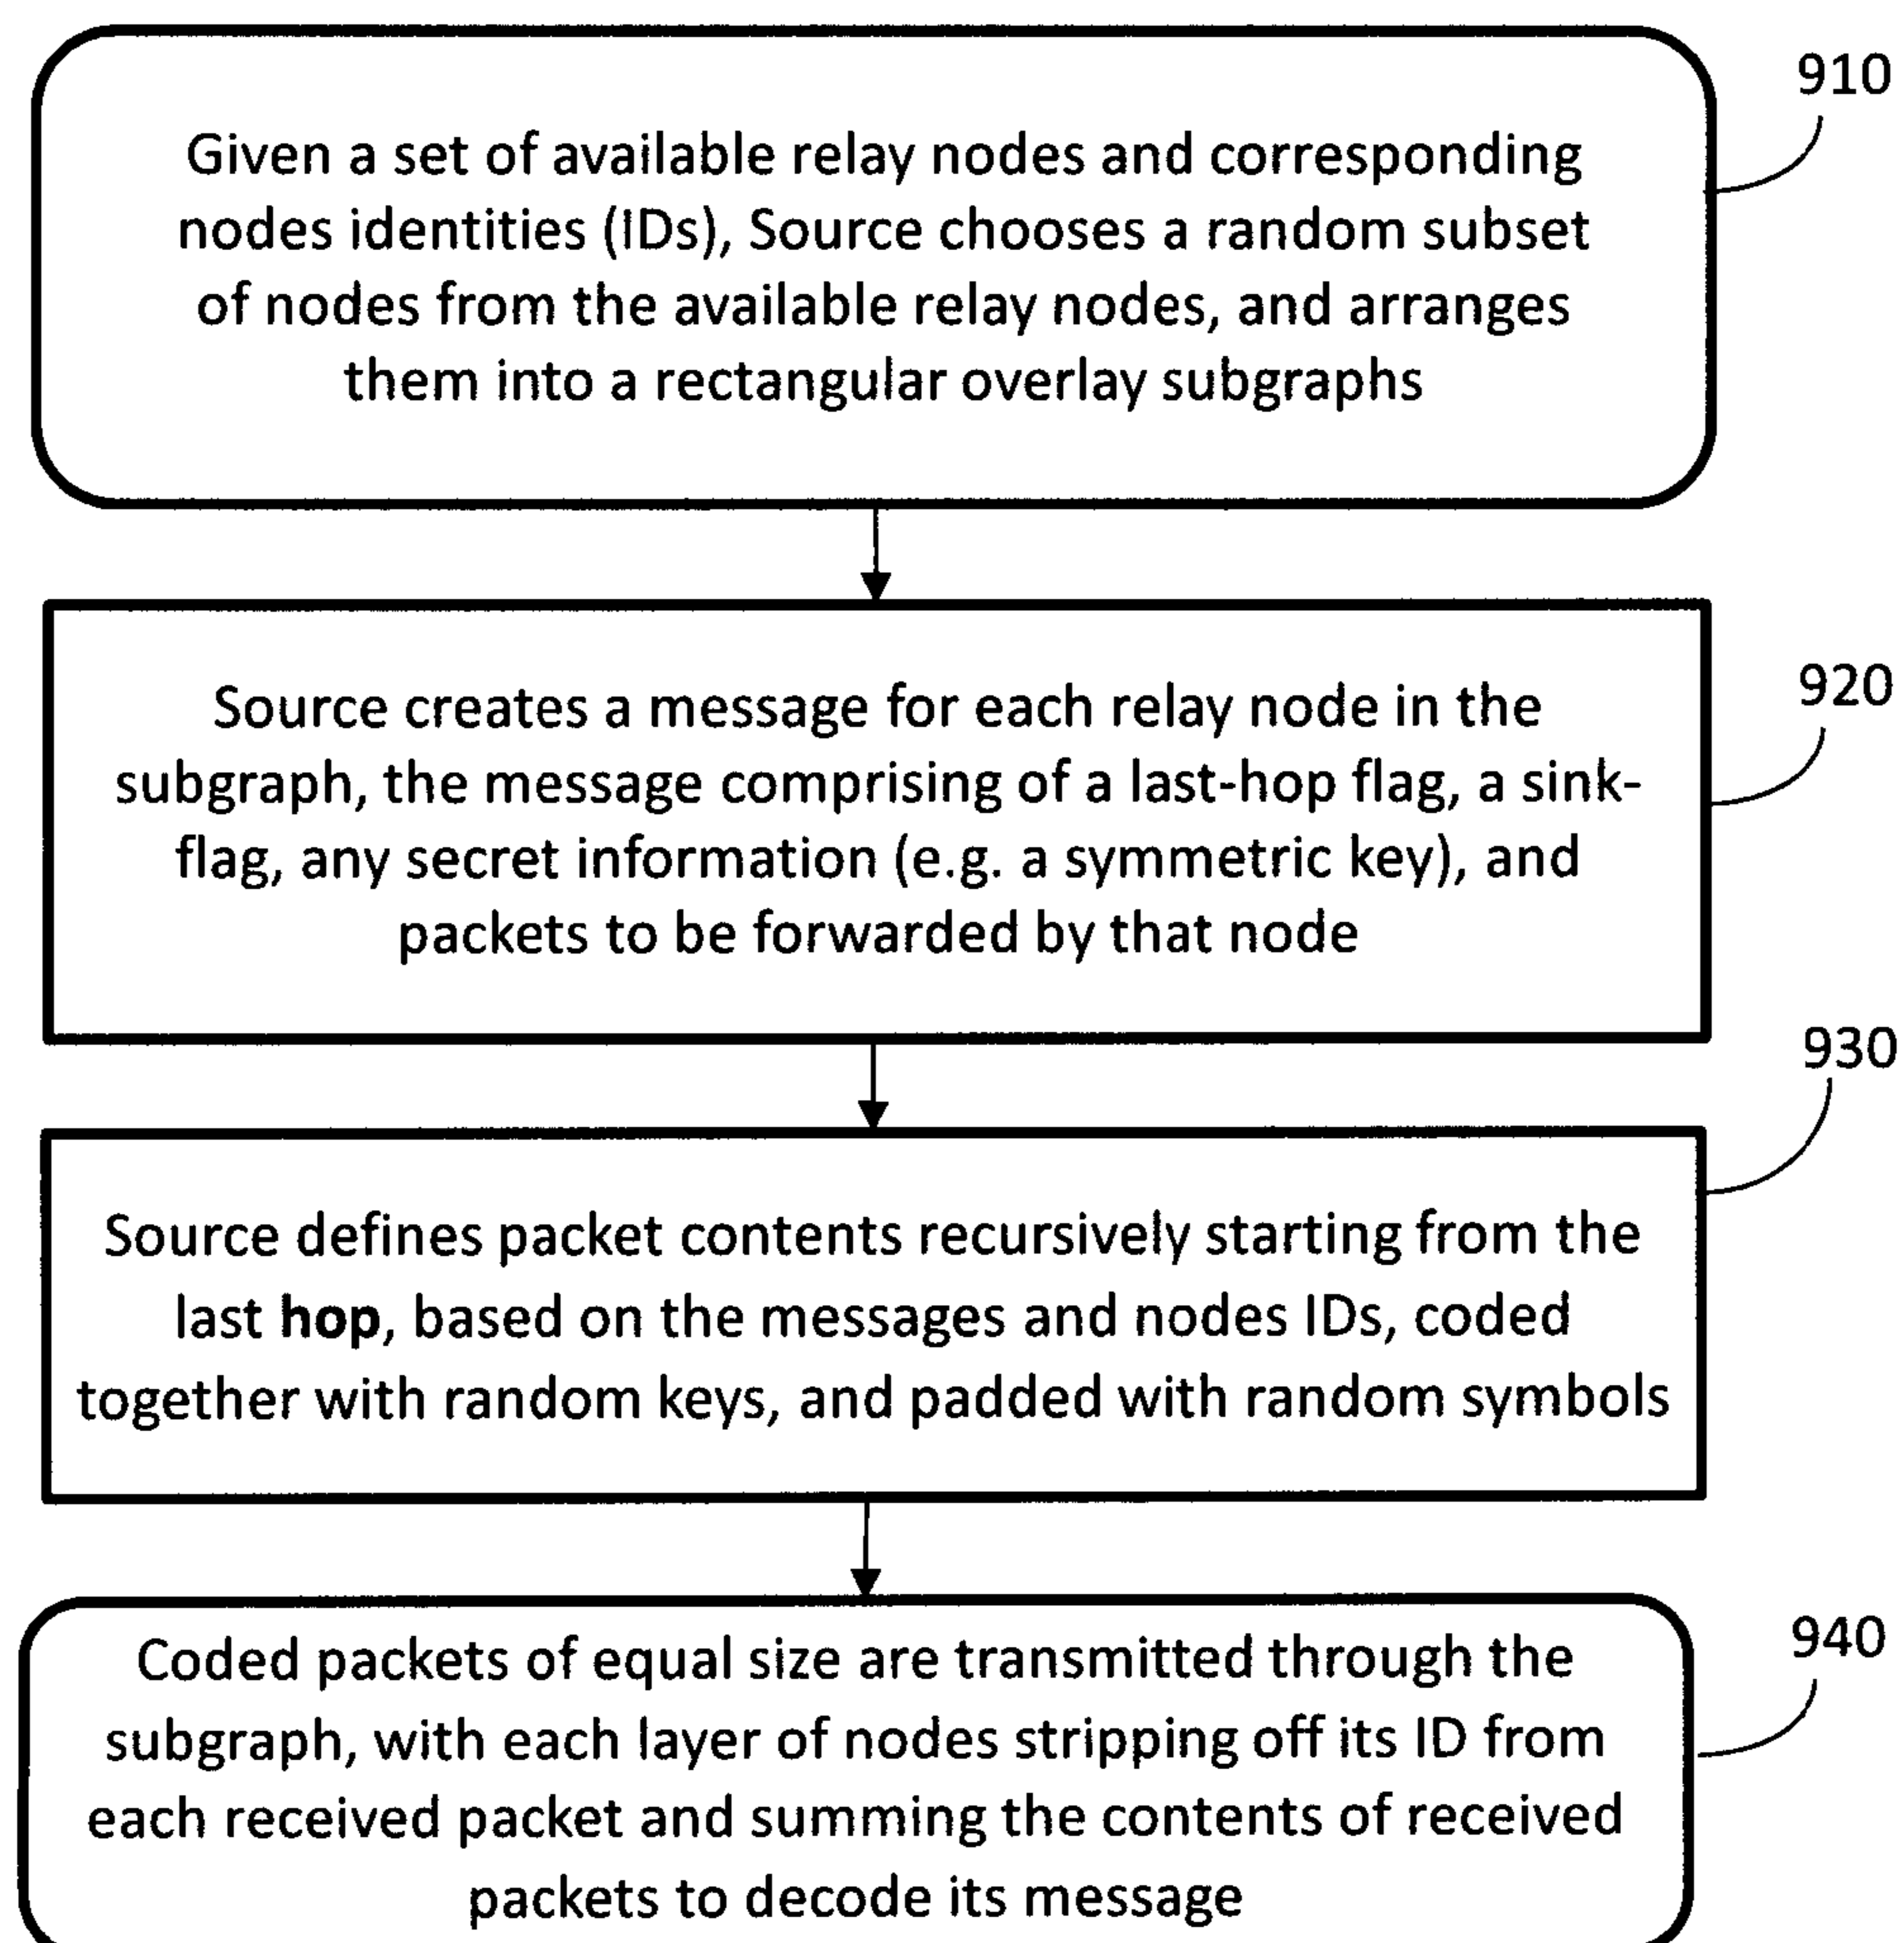 910
Given a set of available relay nodes and corresponding
nodes identities (IDs), Source chooses a random subset
of nodes from the available relay nodes, and arranges
them into a rectangular overlay subgraphs
920
Source creates a message for each relay node in the
subgraph, the message comprising of a last-hop flag, a sink-
flag, any secret information (e.g. a symmetric key), and
packets to be forwarded by that node
930
Source defines packet contents recursively starting from the
last hop, based on the messages and nodes IDs, coded
together with random keys, and padded with random symbols
940
Coded packets of equal size are transmitted through the
subgraph, with each layer of nodes stripping off its ID from
each received packet and summing the contents of received
packets to decode its message